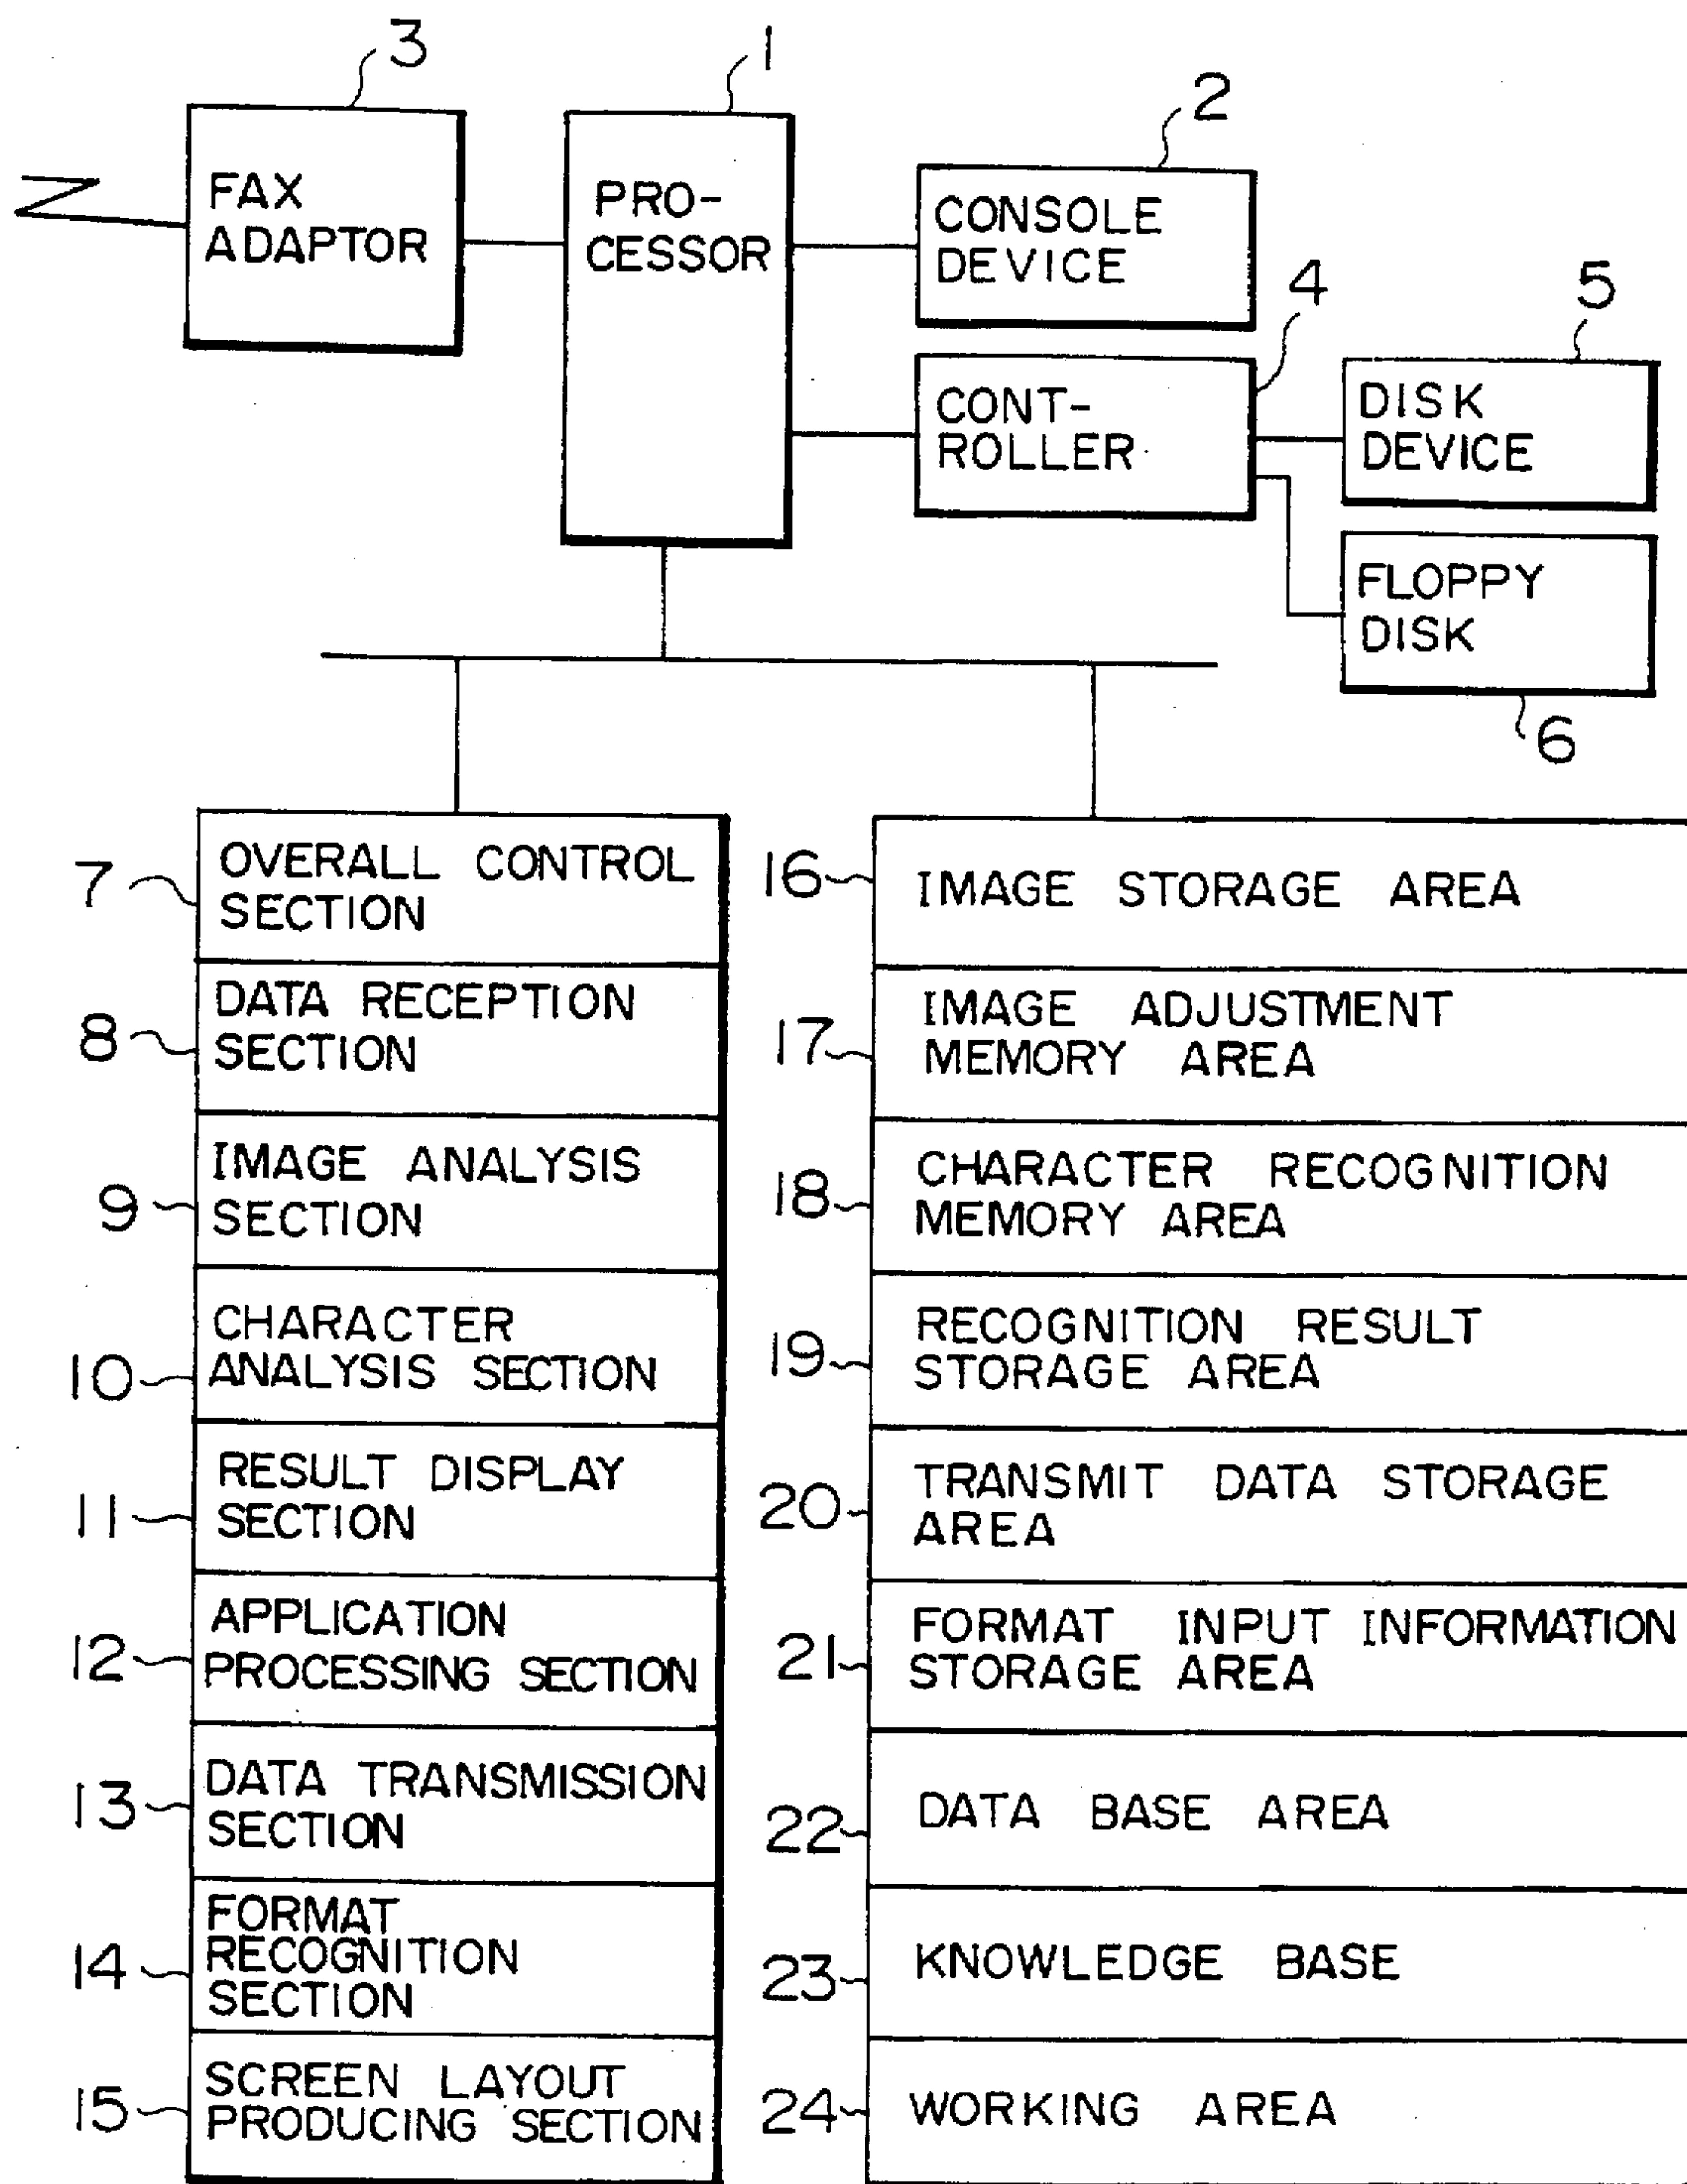 3
1
2
FAX
ADAPTOR
PRO-
CESSOR
CONSOLE
DEVICE
4
5
CONT-
ROLLER
DISK
DEVICE
FLOPPY
DISK
6
7
OVERALL CONTROL
SECTION
8
DATA RECEPTION
SECTION
9
IMAGE ANALYSIS
SECTION
10
CHARACTER
ANALYSIS SECTION
11
RESULT DISPLAY
SECTION
12
APPLICATION
PROCESSING SECTION
13
DATA TRANSMISSION
SECTION
14
FORMAT
RECOGNITION
SECTION
15
SCREEN LAYOUT
PRODUCING SECTION
16
IMAGE STORAGE AREA
17
IMAGE ADJUSTMENT
MEMORY AREA
18
CHARACTER RECOGNITION
MEMORY AREA
19
RECOGNITION RESULT
STORAGE AREA
20
TRANSMIT DATA STORAGE
AREA
21
FORMAT INPUT INFORMATION
STORAGE AREA
22
DATA BASE AREA
23
KNOWLEDGE BASE
24
WORKING AREA